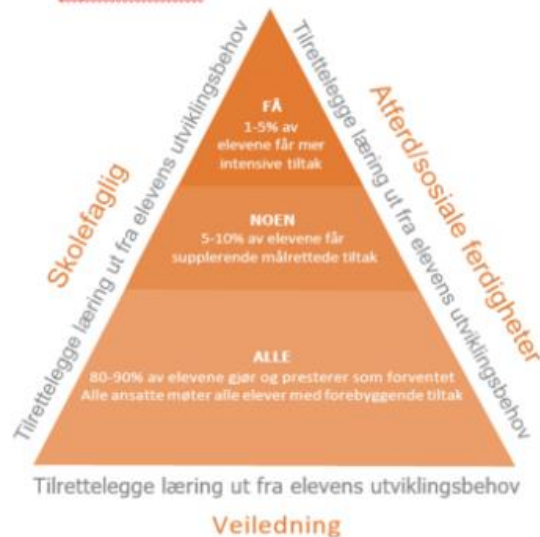 Skolefaglig
Tilrettelegge læring ut fra elevens utviklingsbehov
FÅ
1-5% av
elevene får mer
intensive tiltak
NOEN
5-10% av elevene får
supplerende målrettede tiltak
ALLE
80-90% av elevene gjør og presterer som forventet
Alle ansatte møter alle elever med forebyggende tiltak
Tilrettelegge læring ut fra elevens utviklingsbehov
Atferd/sosiale ferdigheter
Tilrettelegge læring ut fra elevens utviklingsbehov
Veiledning